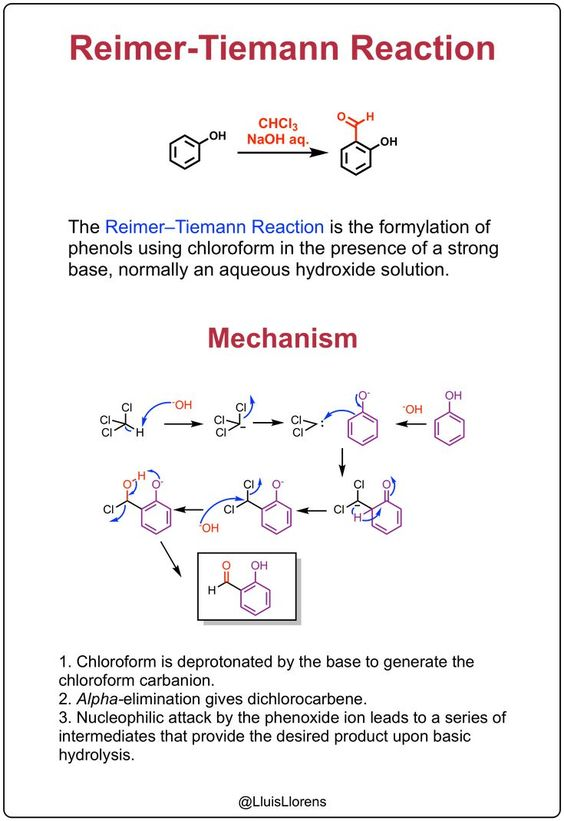 Reimer-Tiemann Reaction
OH
CHCl3
NaOH aq.
O
H
OH
The Reimer–Tiemann Reaction is the formylation of
phenols using chloroform in the presence of a strong
base, normally an aqueous hydroxide solution.
Mechanism
Cl
Cl
Cl
H
-OH
Cl
Cl
Cl
-
Cl
Cl
:
O-
-OH
OH
O
H
O-
Cl
Cl
Cl
O-
-OH
Cl
Cl
-
H
O
H
O
OH
1. Chloroform is deprotonated by the base to generate the
chloroform carbanion.
2. Alpha-elimination gives dichlorocarbene.
3. Nucleophilic attack by the phenoxide ion leads to a series of
intermediates that provide the desired product upon basic
hydrolysis.
@LluisLlorens